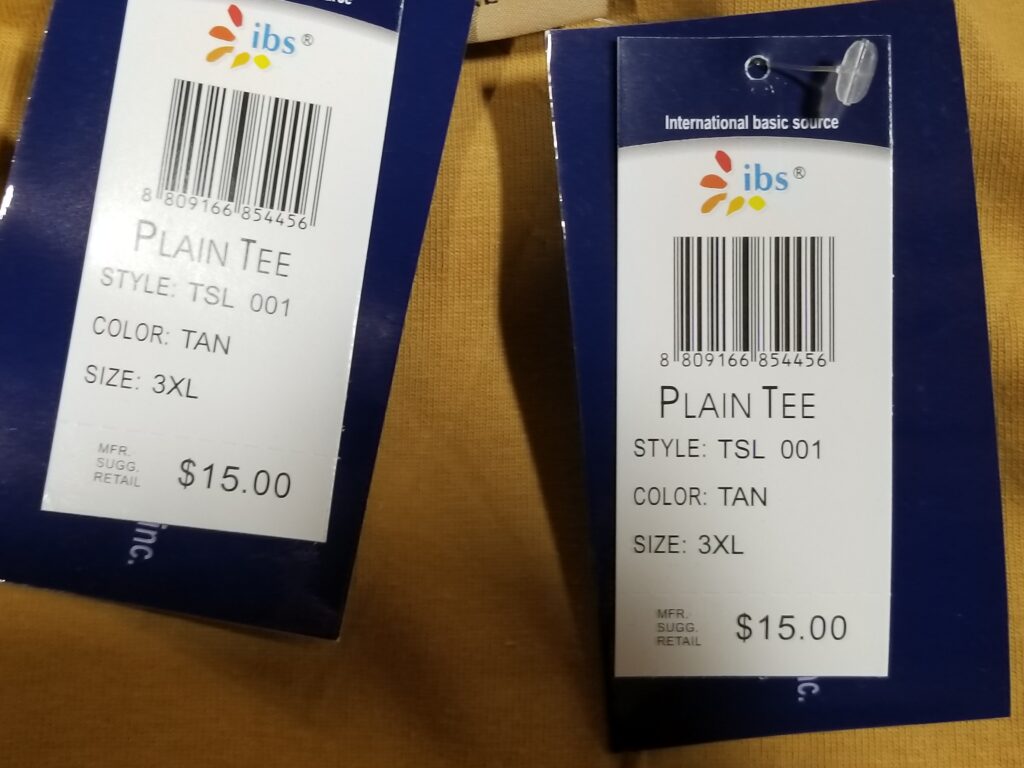 ibs®
8 809166 854456
PLAIN TEE
STYLE: TSL 001
COLOR: TAN
SIZE: 3XL
MFR.
SUGG.
RETAIL
$15.00
inc.
International basic source
ibs®
8 809166 854456
PLAIN TEE
STYLE: TSL 001
COLOR: TAN
SIZE: 3XL
MFR.
SUGG.
RETAIL
$15.00